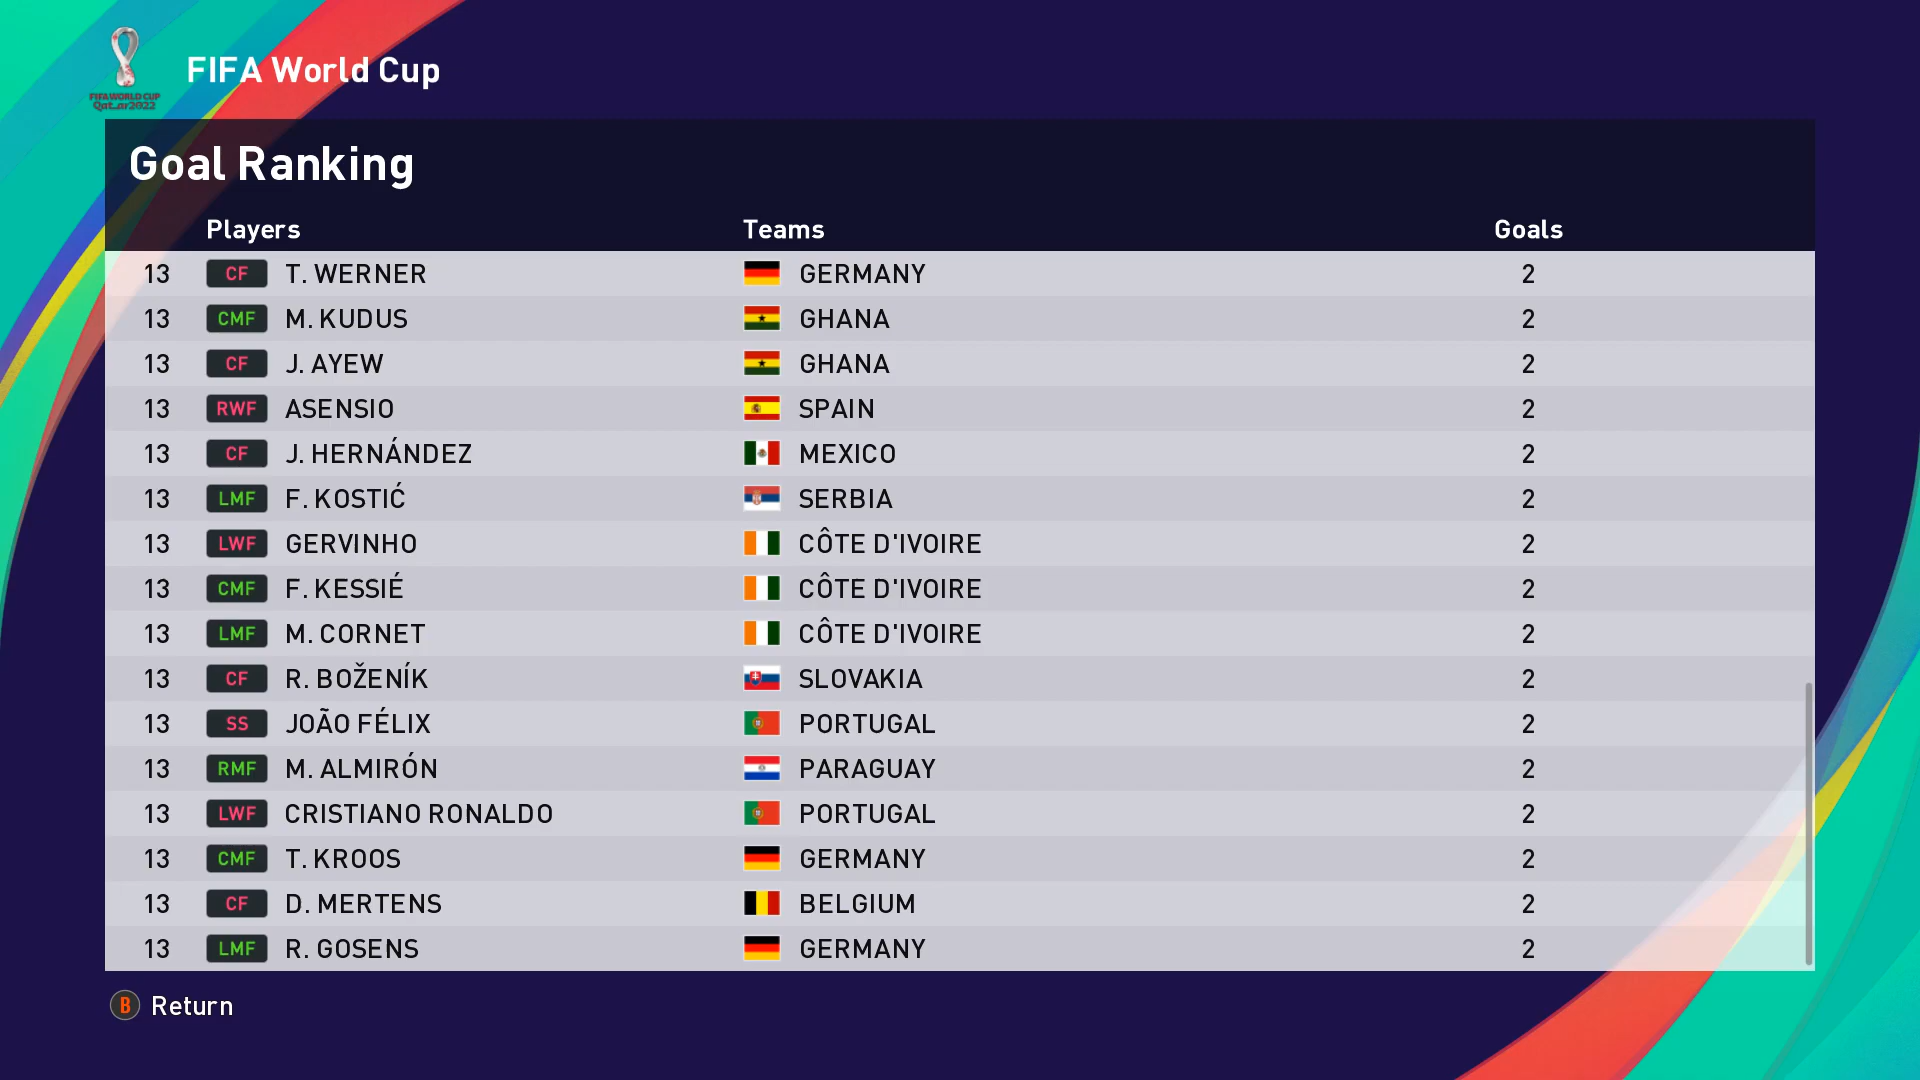 FIFA World Cup
FIFA WORLD CUP
Qatar2022
Goal Ranking
Players Teams Goals
13 CF T. WERNER GERMANY 2
13 CMF M. KUDUS GHANA 2
13 CF J. AYEW GHANA 2
13 RWF ASENSIO SPAIN 2
13 CF J. HERNÁNDEZ MEXICO 2
13 LMF F. KOSTIĆ SERBIA 2
13 LWF GERVINHO CÔTE D'IVOIRE 2
13 CMF F. KESSIÉ CÔTE D'IVOIRE 2
13 LMF M. CORNET CÔTE D'IVOIRE 2
13 CF R. BOŽENÍK SLOVAKIA 2
13 SS JOÃO FÉLIX PORTUGAL 2
13 RMF M. ALMIRÓN PARAGUAY 2
13 LWF CRISTIANO RONALDO PORTUGAL 2
13 CMF T. KROOS GERMANY 2
13 CF D. MERTENS BELGIUM 2
13 LMF R. GOSENS GERMANY 2
B Return